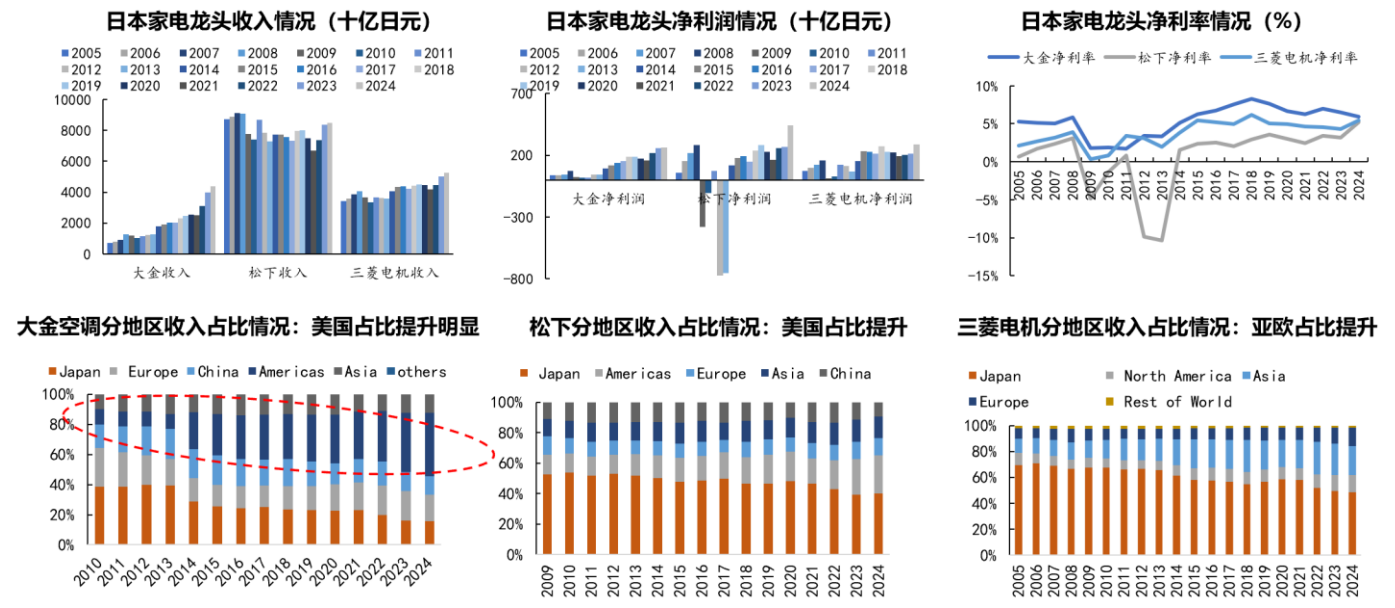 日本家电龙头收入情况（十亿日元）
2005 2006 2007 2008 2009 2010 2011
2012 2013 2014 2015 2016 2017 2018
2019 2020 2021 2022 2023 2024
10000
8000
6000
4000
2000
0
大金收入 松下收入 三菱电机收入
日本家电龙头净利润情况（十亿日元）
2005 2006 2007 2008 2009 2010 2011
2012 2013 2014 2015 2016 2017 2018
2019 2020 2021 2022 2023 2024
700
200
-300
-800
大金净利润 松下净利润 三菱电机净利润
日本家电龙头净利率情况（%）
大金净利率 松下净利率 三菱电机净利率
10%
5%
0%
-5%
-10%
-15%
2005 2006 2007 2008 2009 2010 2011 2012 2013 2014 2015 2016 2017 2018 2019 2020 2021 2022 2023 2024
大金空调分地区收入占比情况：美国占比提升明显
Japan Europe China Americas Asia others
100%
80%
60%
40%
20%
0%
2010 2011 2012 2013 2014 2015 2016 2017 2018 2019 2020 2021 2022 2023 2024
松下分地区收入占比情况：美国占比提升
Japan Americas Europe Asia China
100%
80%
60%
40%
20%
0%
2009 2010 2011 2012 2013 2014 2015 2016 2017 2018 2019 2020 2021 2022 2023 2024
三菱电机分地区收入占比情况：亚欧占比提升
Japan North America Asia
Europe Rest of World
100%
80%
60%
40%
20%
0%
2005 2006 2007 2008 2009 2010 2011 2012 2013 2014 2015 2016 2017 2018 2019 2020 2021 2022 2023 2024